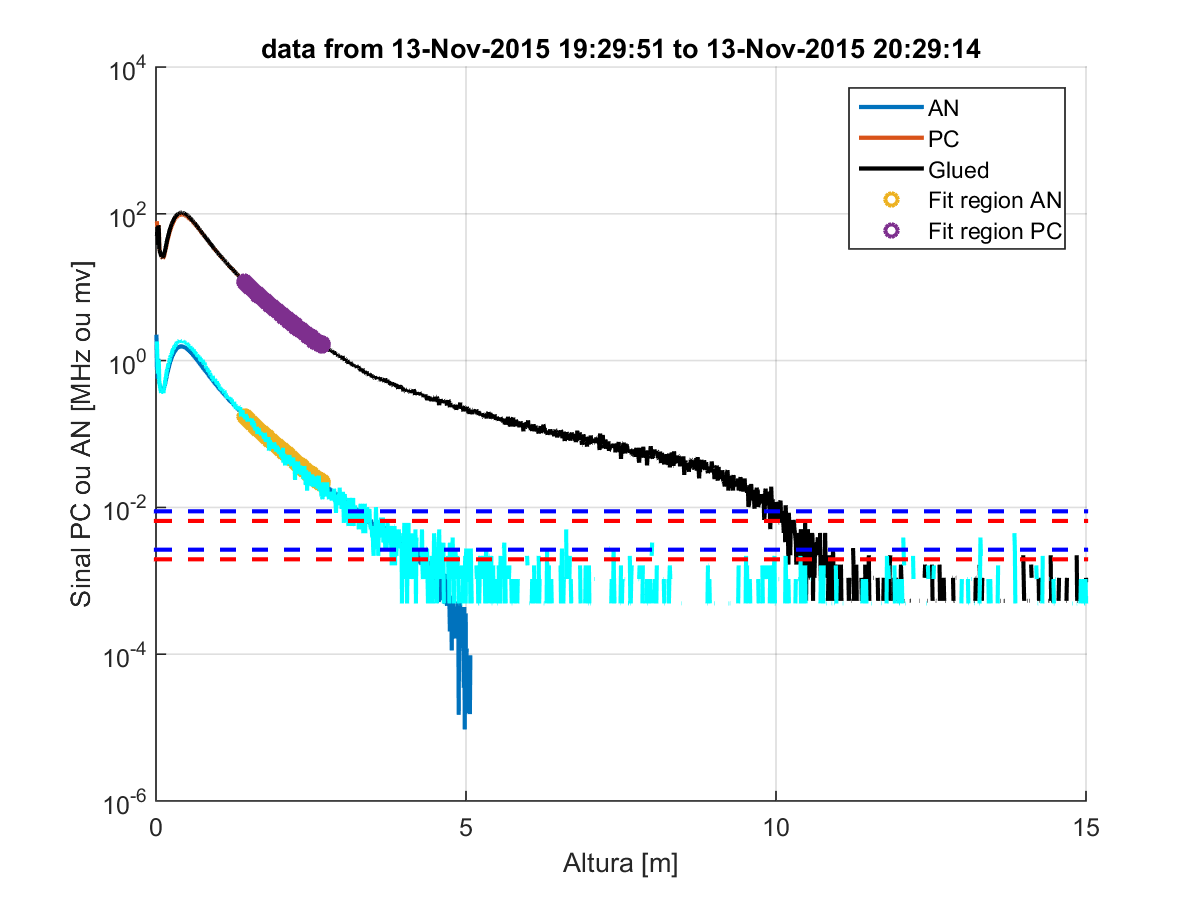 data from 13-Nov-2015 19:29:51 to 13-Nov-2015 20:29:14
10^4
10^2
10^0
10^-2
10^-4
10^-6
Sinal PC ou AN [MHz ou mv]
AN
PC
Glued
Fit region AN
Fit region PC
0
5
10
15
Altura [m]